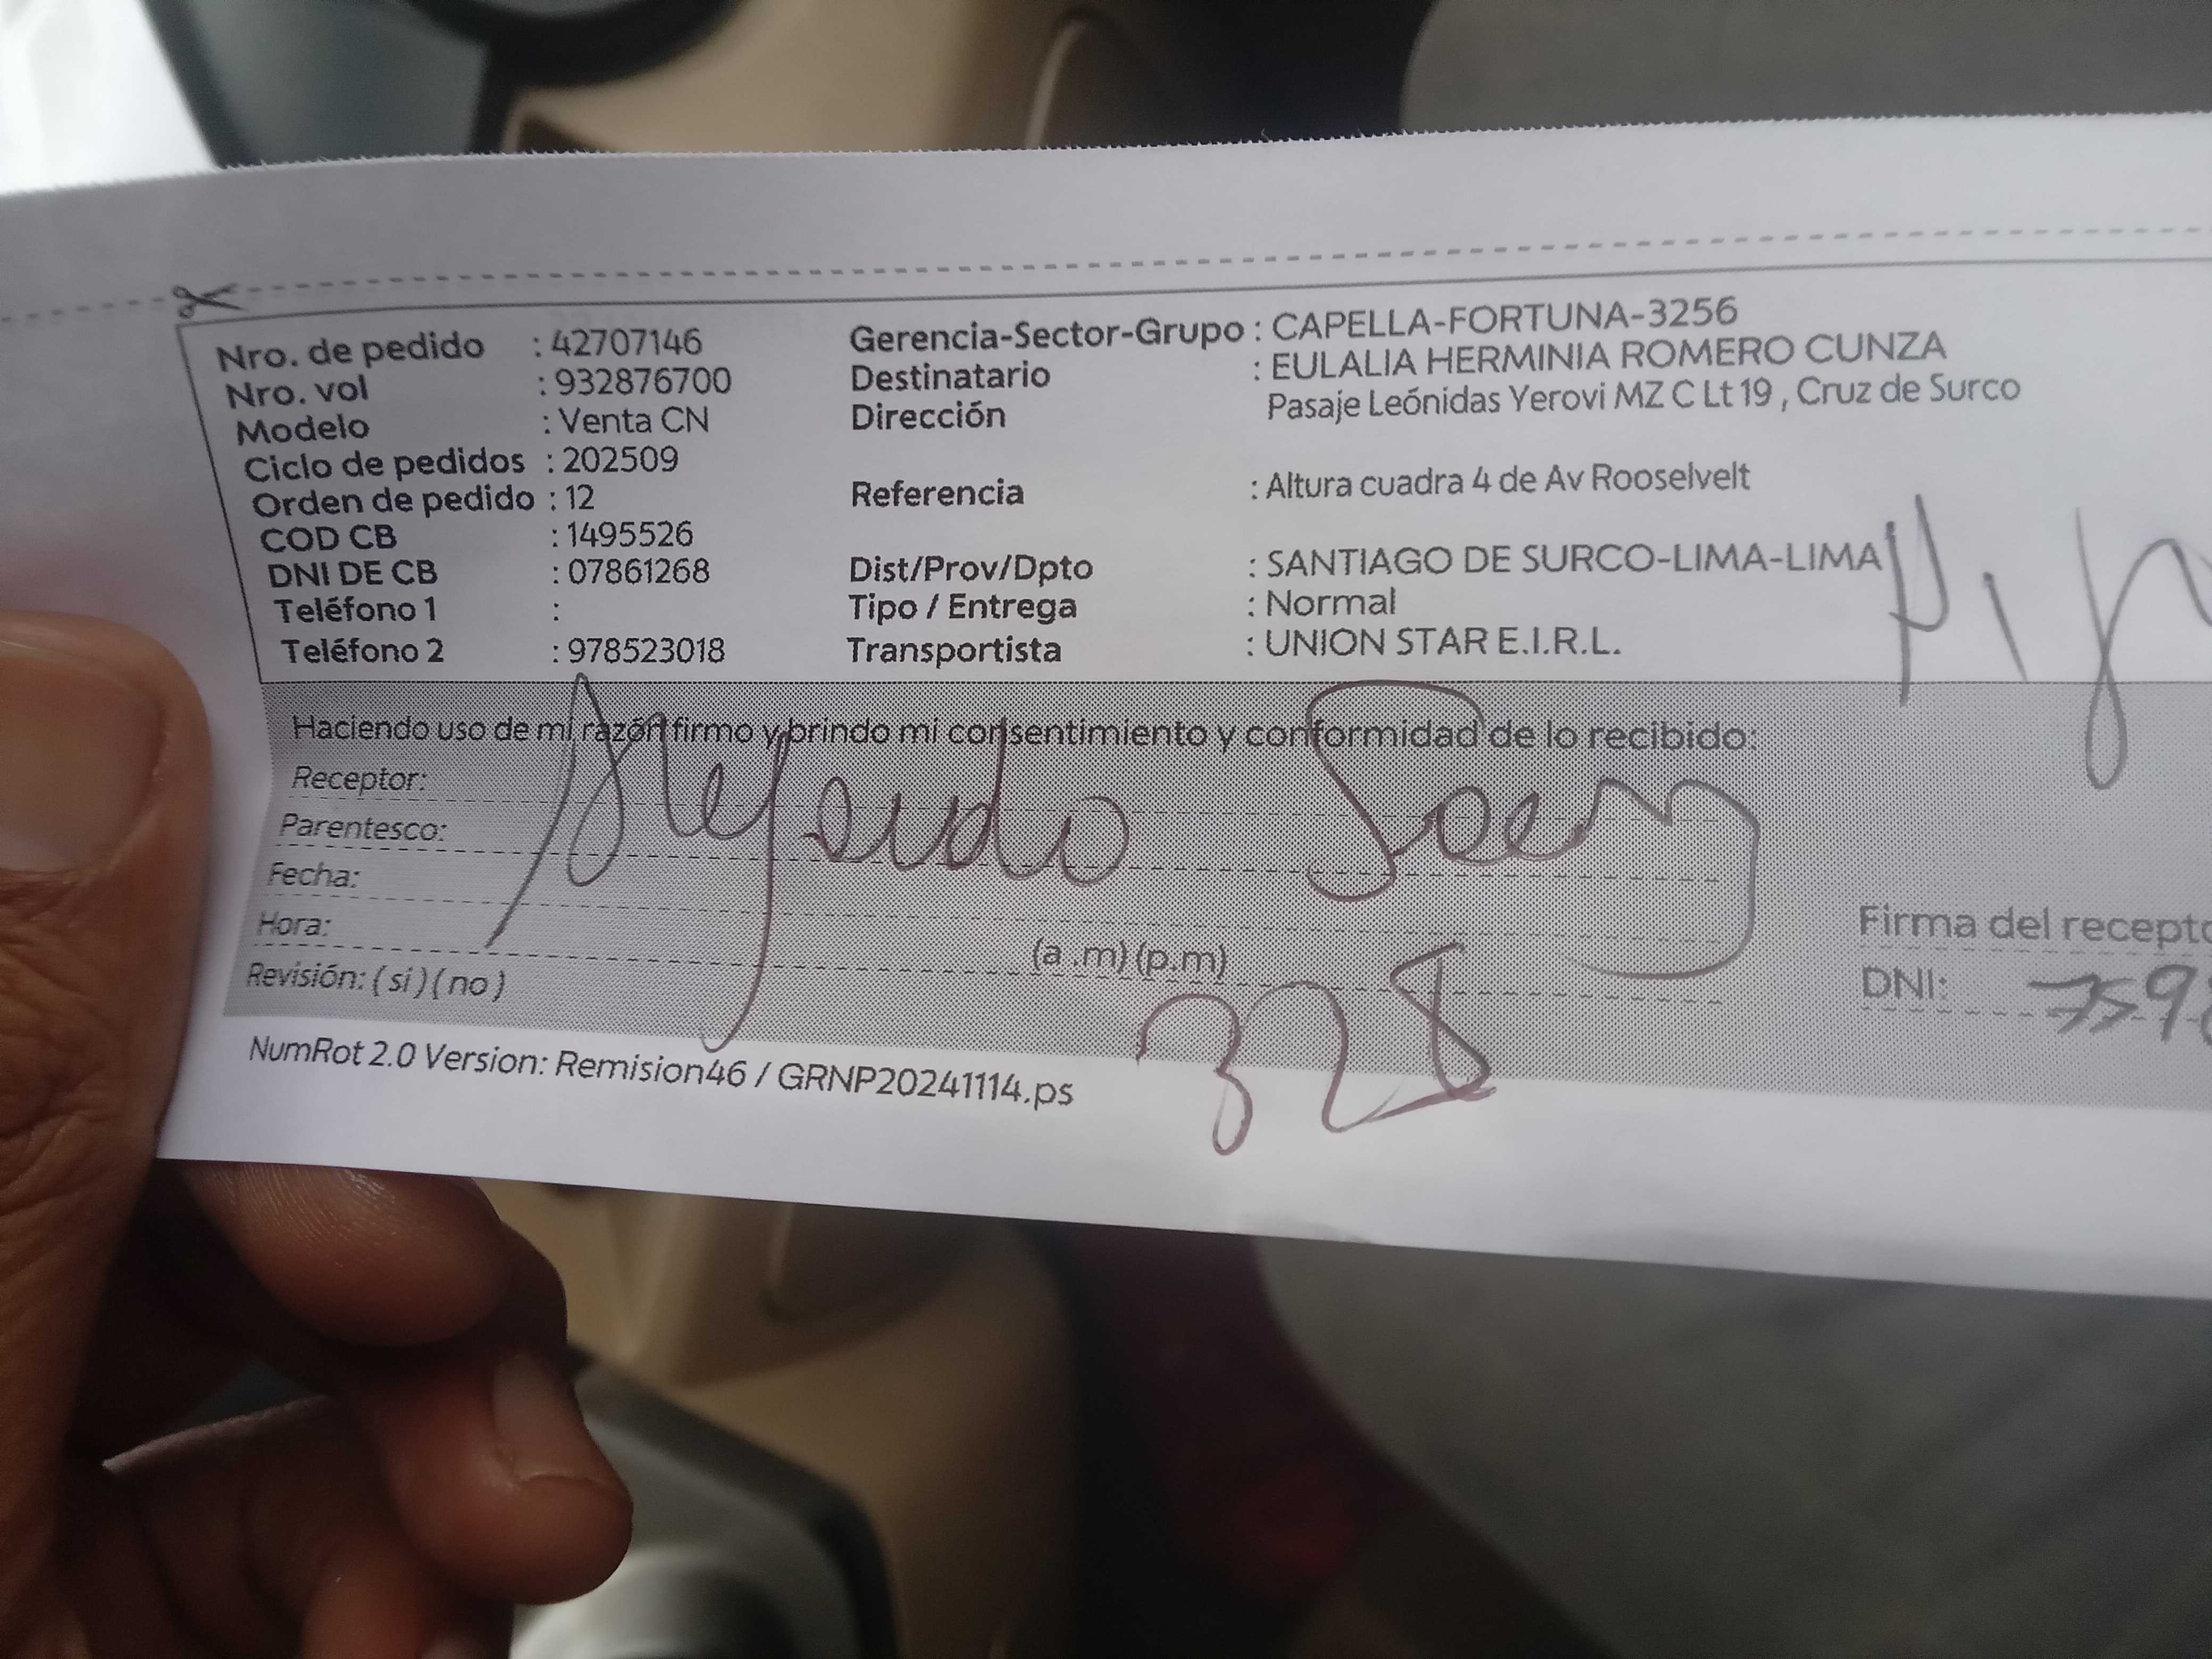 Nro. de pedido : 42707146
Nro. vol : 932876700
Modelo : Venta CN
Ciclo de pedidos : 202509
Orden de pedido : 12
COD CB : 1495526
DNI DE CB : 07861268
Teléfono 1 :
Teléfono 2 : 978523018
Gerencia-Sector-Grupo : CAPELLA-FORTUNA-3256
Destinatario : EULALIA HERMINIA ROMERO CUNZA
Dirección Pasaje Leónidas Yerovi MZ C Lt 19 , Cruz de Surco
Referencia : Altura cuadra 4 de Av Rooselvelt
Dist/Prov/Dpto : SANTIAGO DE SURCO-LIMA-LIMA
Tipo / Entrega : Normal
Transportista : UNION STAR E.I.R.L.
Haciendo uso de mi razón firmo y brindo mi consentimiento y conformidad de lo recibido:
Receptor:
Parentesco:
Fecha:
Hora: (a .m) (p.m)
Revisión: ( si ) ( no )
328
Firma del recepto
DNI: 759
NumRot 2.0 Version: Remision46 / GRNP20241114.ps